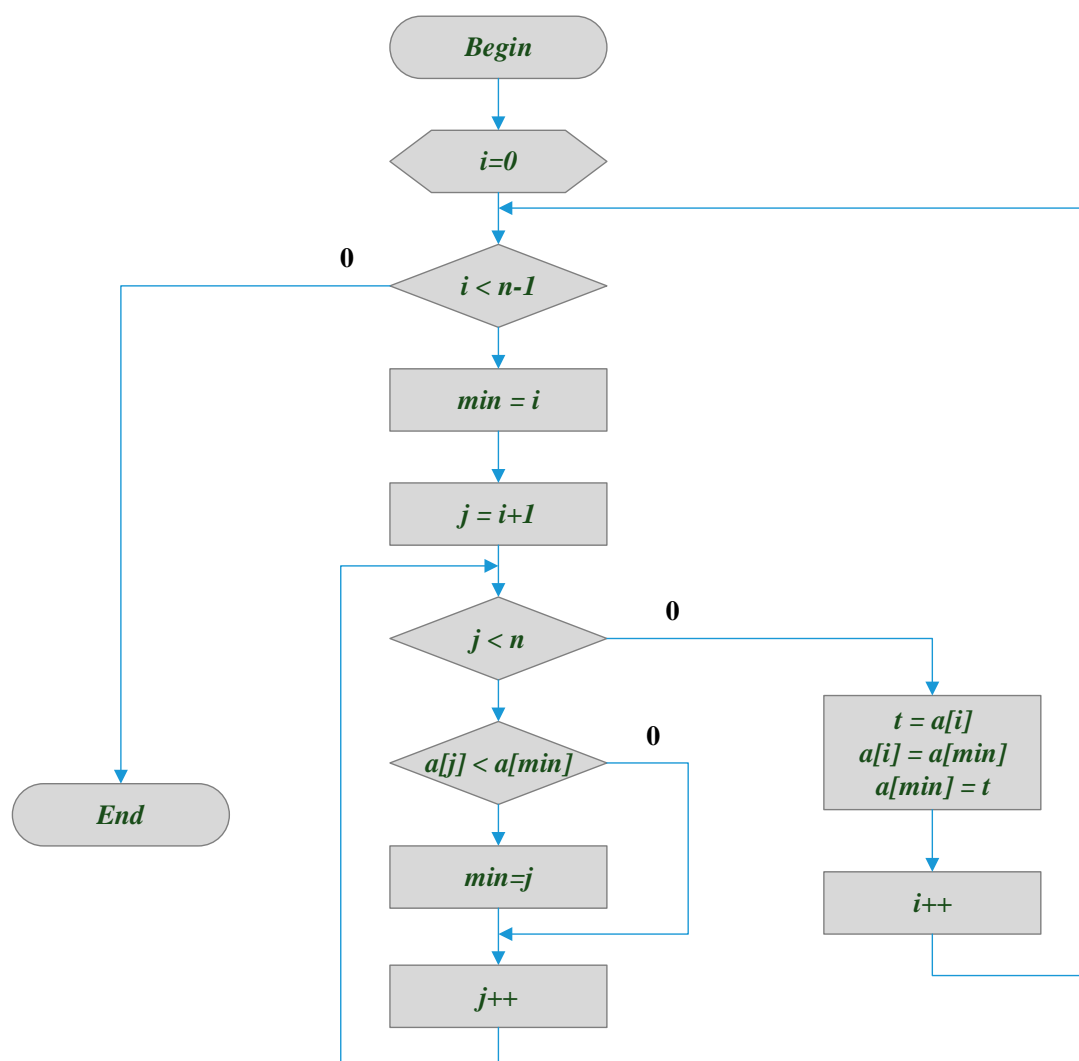 Begin
i=0
0
i < n-1
min = i
j = i+1
0
j < n
t = a[i]
a[i] = a[min]
a[min] = t
0
a[j] < a[min]
End
min=j
i++
j++